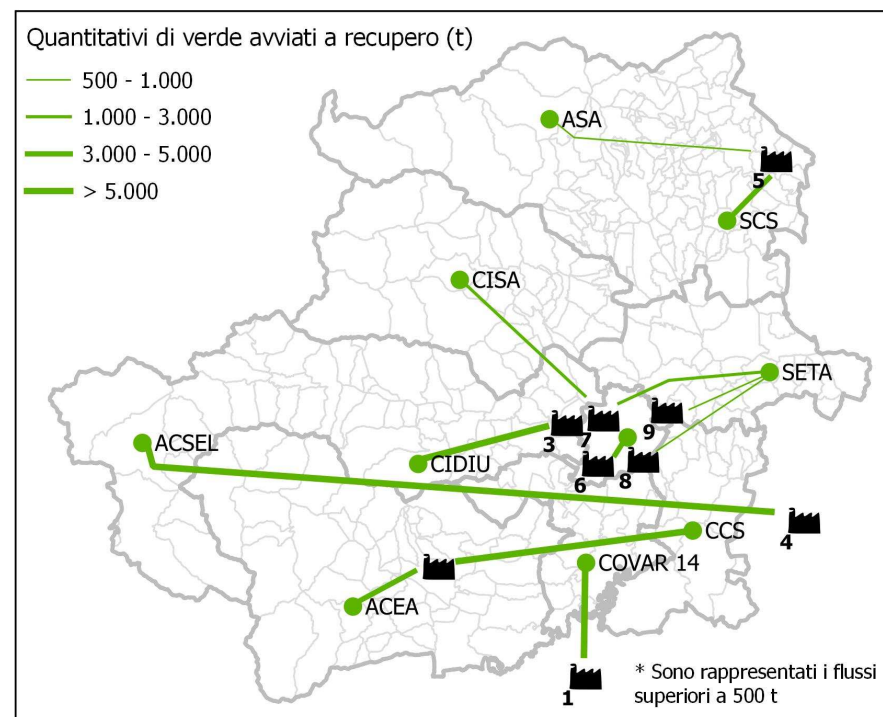 Quantitativi di verde avviati a recupero (t)
500 - 1.000
1.000 - 3.000
3.000 - 5.000
> 5.000
ASA
5
SCS
CISA
SETA
ACSEL
3
7
9
CIDIU
6
8
4
CCS
COVAR 14
ACEA
1
* Sono rappresentati i flussi
superiori a 500 t